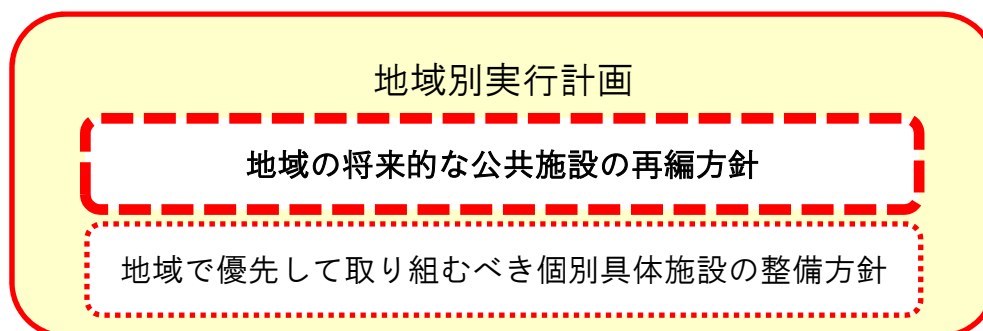 地域別実行計画
地域の将来的な公共施設の再編方針
地域で優先して取り組むべき個別具体施設の整備方針